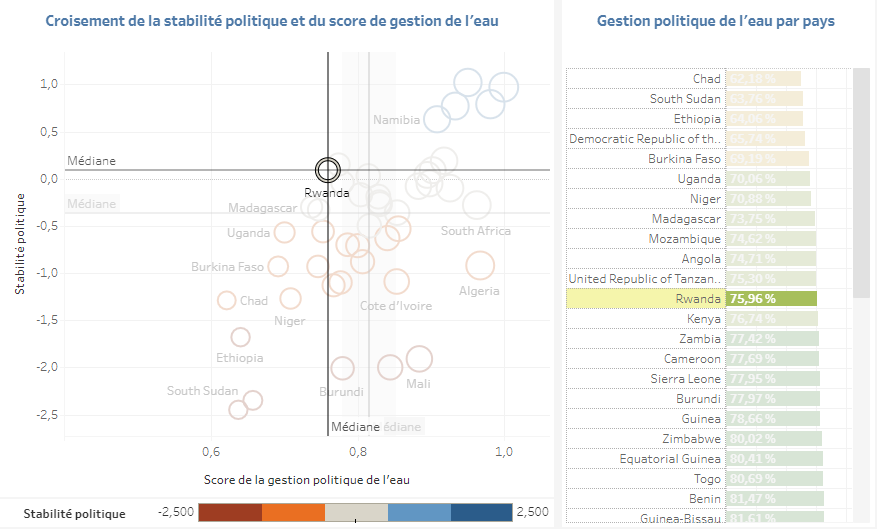 Croisement de la stabilité politique et du score de gestion de l'eau
Gestion politique de l'eau par pays
Stabilité politique
1,0
0,5
0,0
-0,5
-1,0
-1,5
-2,0
-2,5
Médiane
Médiane
Namibia
Rwanda
Madagascar
Uganda
South Africa
Burkina Faso
Algeria
Chad
Niger
Cote d'Ivoire
Ethiopia
South Sudan
Burundi
Mali
Médiane
édiane
0,6
0,8
1,0
Score de la gestion politique de l'eau
Stabilité politique
-2,500
2,500
Chad 62,18 %
South Sudan 63,75 %
Ethiopia 64,06 %
Democratic Republic of th.. 65,74 %
Burkina Faso 69,19 %
Uganda 70,06 %
Niger 70,88 %
Madagascar 73,75 %
Mozambique 74,62 %
Angola 74,71 %
United Republic of Tanzan.. 75,30 %
Rwanda 75,96 %
Kenya 76,74 %
Zambia 77,42 %
Cameroon 77,69 %
Sierra Leone 77,95 %
Burundi 77,97 %
Guinea 78,66 %
Zimbabwe 80,02 %
Equatorial Guinea 80,41 %
Togo 80,69 %
Benin 81,47 %
Guinea-Bissau 81,61 %